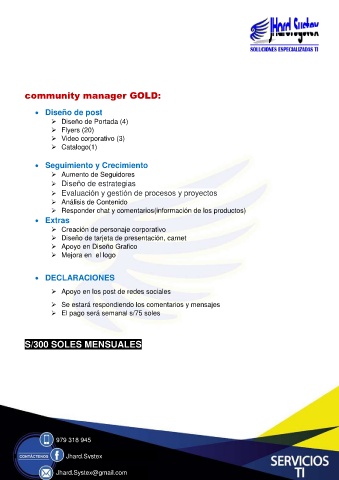 Jhard Systex
SOLUCIONES ESPECIALIZADAS TI
community manager GOLD:
• Diseño de post
➢ Diseño de Portada (4)
➢ Flyers (20)
➢ Video corporativo (3)
➢ Catalogo(1)
• Seguimiento y Crecimiento
➢ Aumento de Seguidores
➢ Diseño de estrategias
➢ Evaluación y gestión de procesos y proyectos
➢ Análisis de Contenido
➢ Responder chat y comentarios(información de los productos)
• Extras
➢ Creación de personaje corporativo
➢ Diseño de tarjeta de presentación, carnet
➢ Apoyo en Diseño Grafico
➢ Mejora en el logo
• DECLARACIONES
➢ Apoyo en los post de redes sociales
➢ Se estará respondiendo los comentarios y mensajes
➢ El pago será semanal s/75 soles
S/300 SOLES MENSUALES
979 318 945
CONTÁCTENOS
Jhard.Systex
Jhard.Systex@gmail.com
SERVICIOS
TI